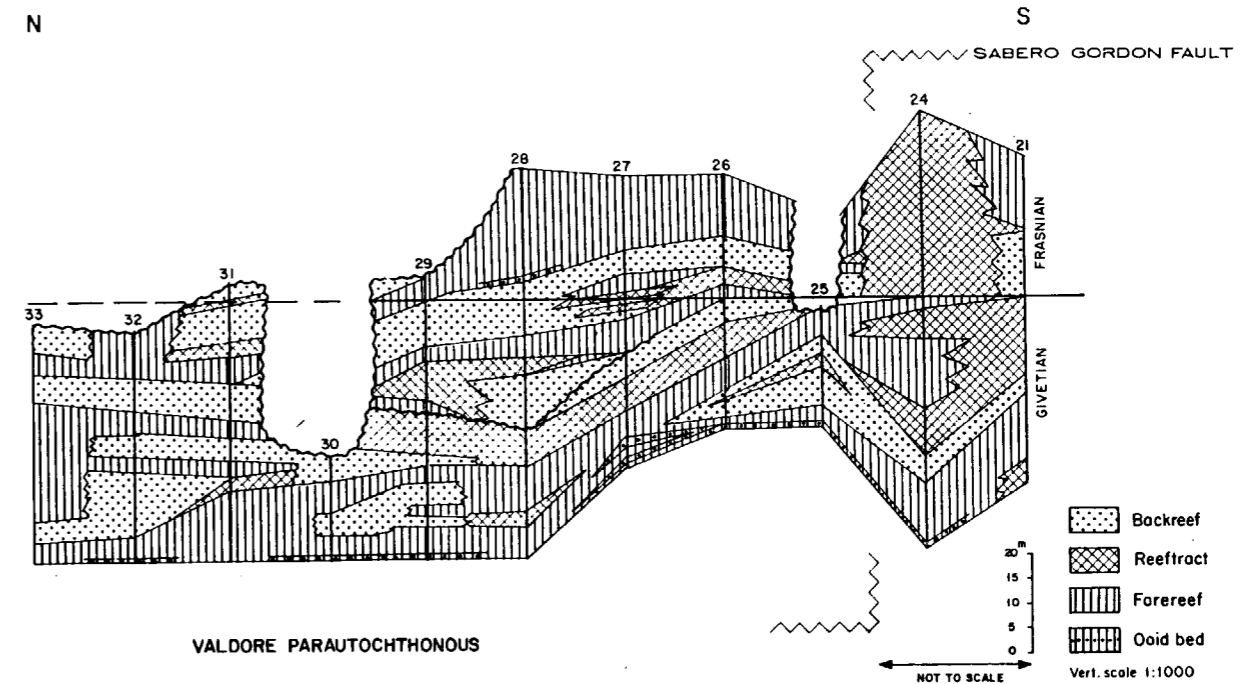 N
S
SABERO GORDON FAULT
24
21
28
27
26
31
29
25
33
32
30
FRASNIAN
GIVETIAN
VALDORE PARAUTOCHTHONOUS
m
20
15
10
5
0
NOT TO SCALE
Backreef
Reeftract
Forereef
Ooid bed
Vert. scale 1:1000